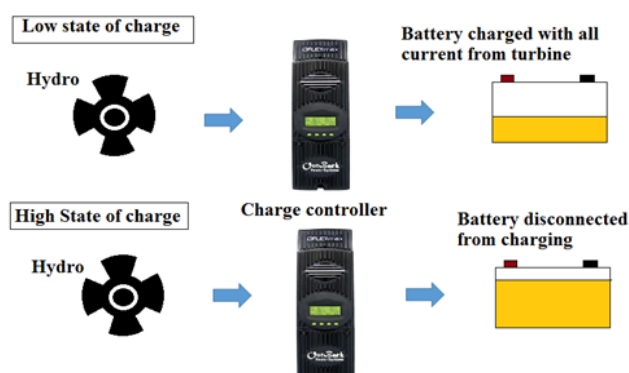 Low state of charge
Hydro
Battery charged with all
current from turbine
High State of charge
Hydro
Charge controller
Battery disconnected
from charging